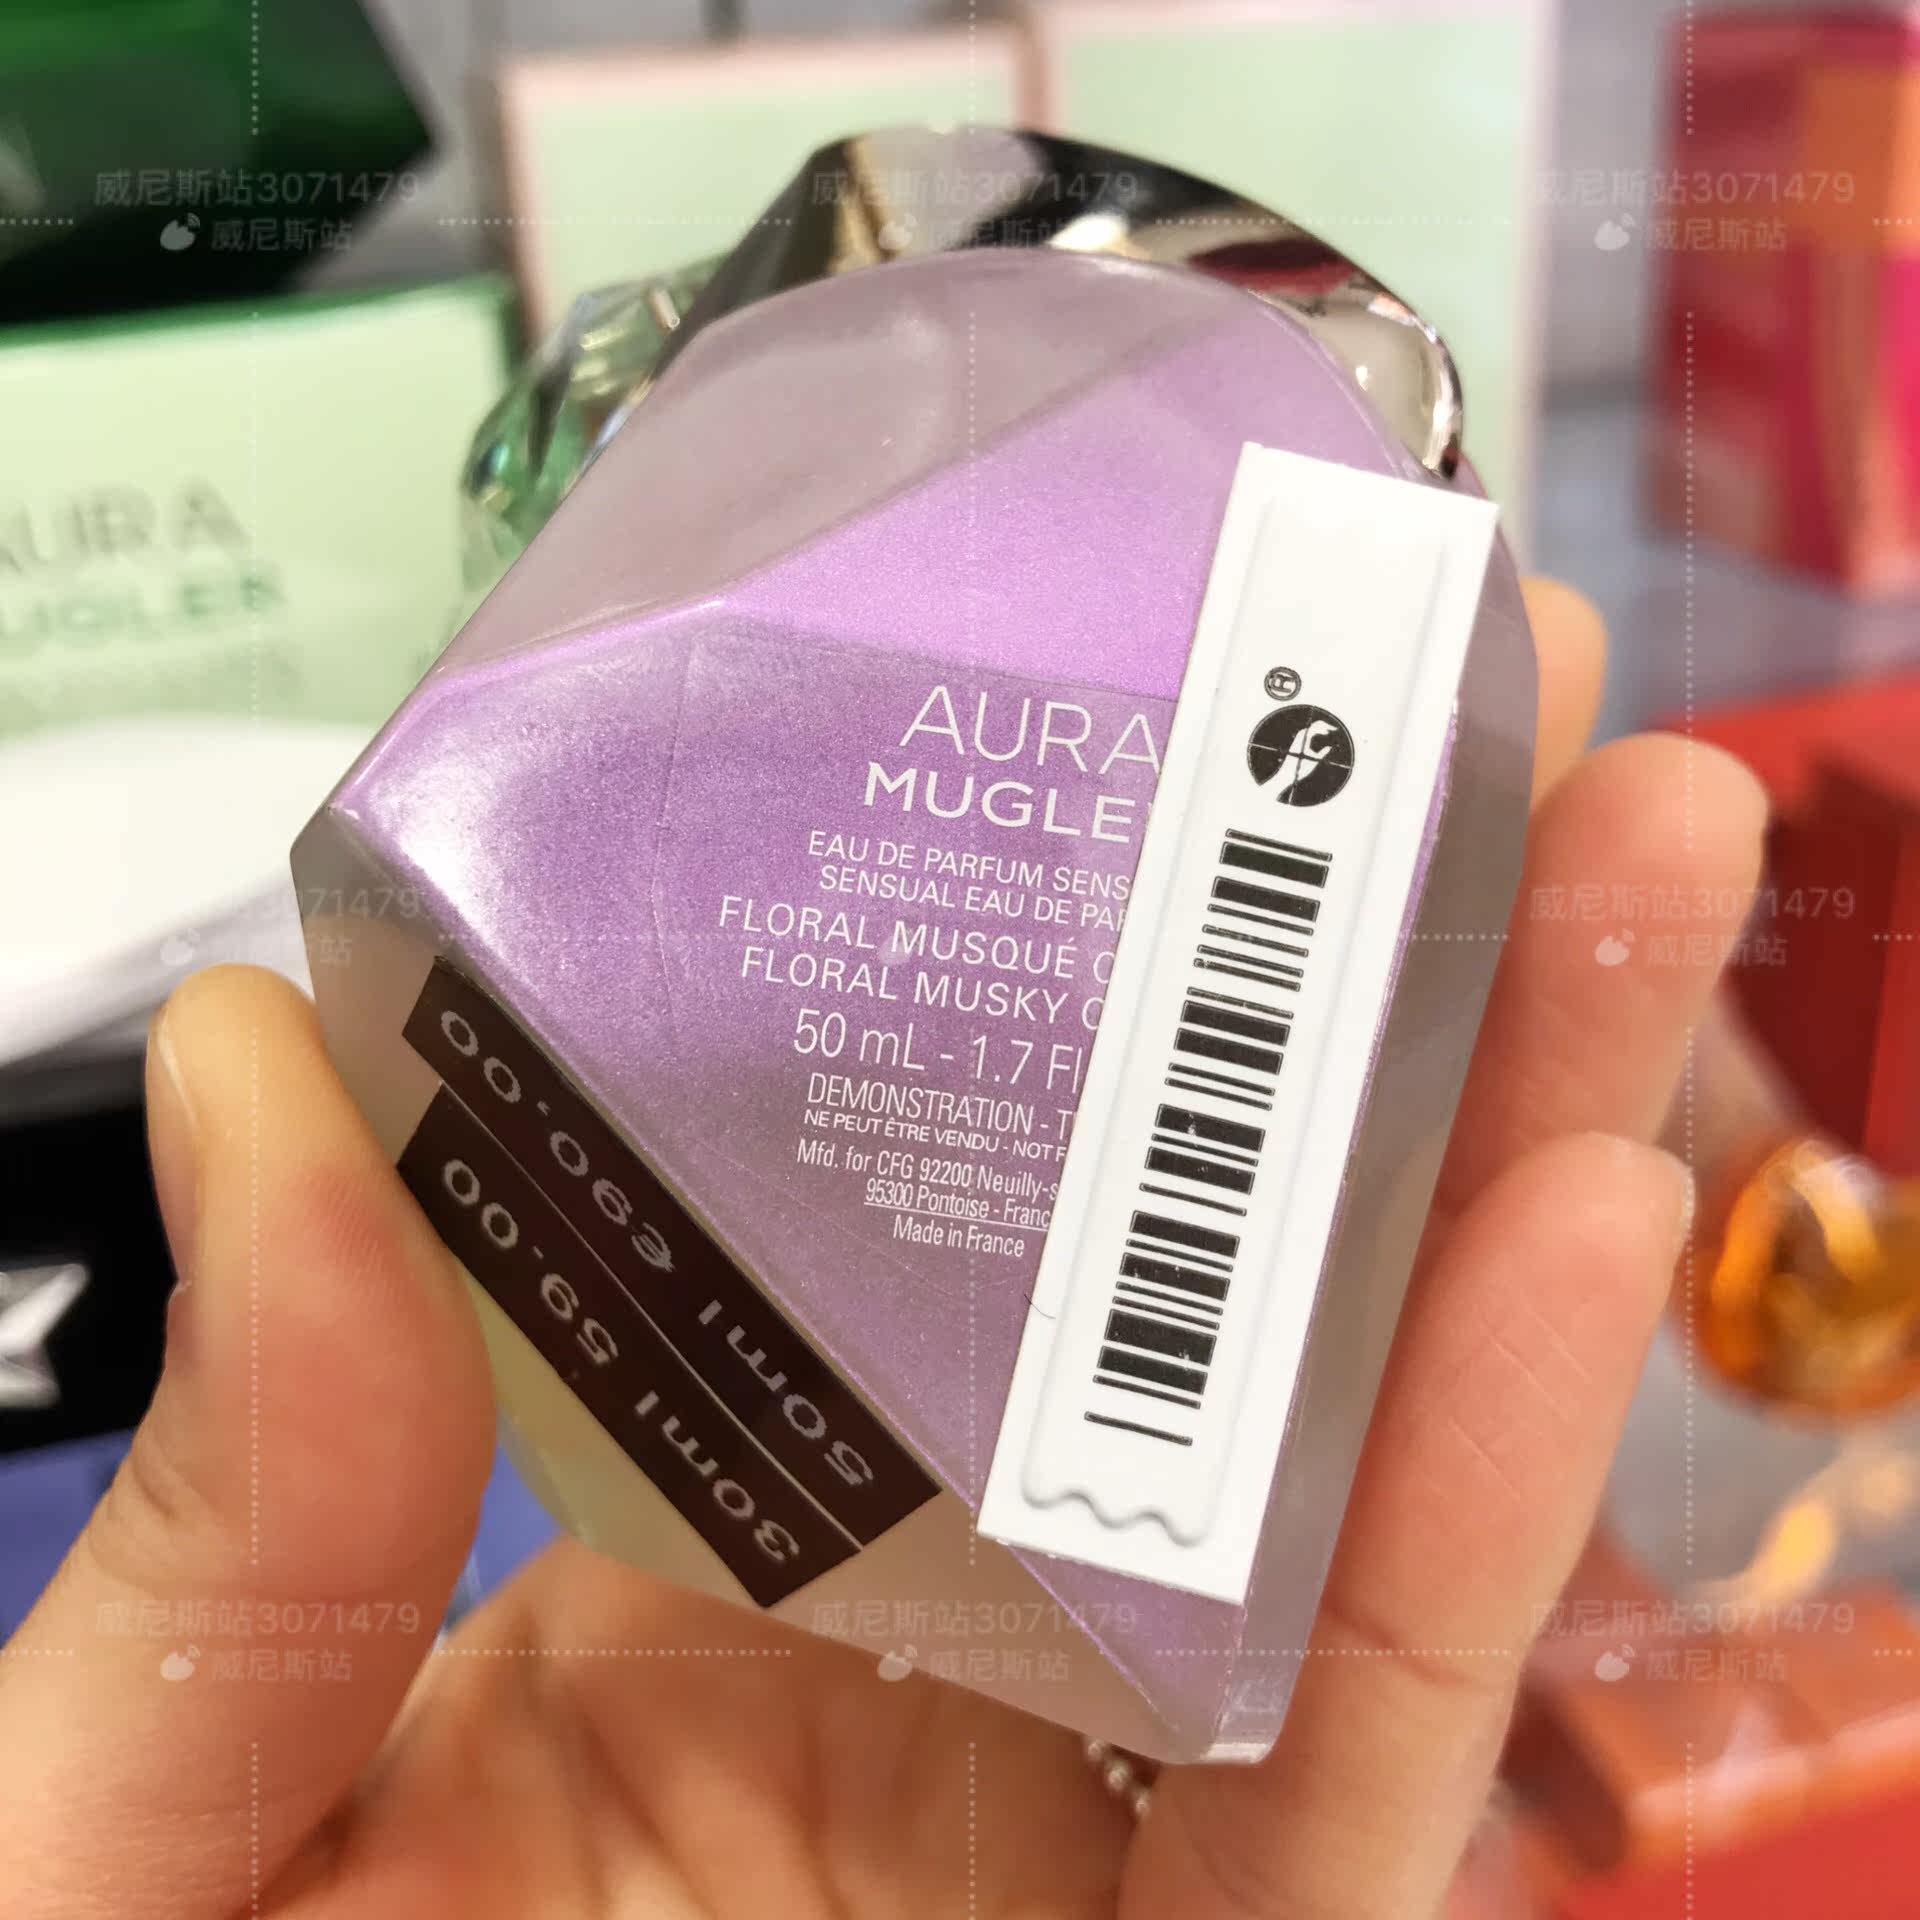 威尼斯站3071479
威尼斯站
威尼斯站3071479
威尼斯站
威尼斯站3071479
威尼斯站
AURA
®
AURA
MUGLE
EAU DE PARFUM SENS
SENSUAL EAU DE PAR
FLORAL MUSQUÉ
FLORAL MUSKY
50 mL - 1.7 Fl
DEMONSTRATION - T
NE PEUT ÊTRE VENDU - NOT F
Mfd. for CFG 92200 Neuilly-s
95300 Pontoise - Franc
Made in France
威尼斯站
威尼斯站3071479
威尼斯站
50ml €90.00
30ml 59.00
威尼斯站3071479
威尼斯站
威尼斯站3071479
威尼斯站
威尼斯站3071479
威尼斯站